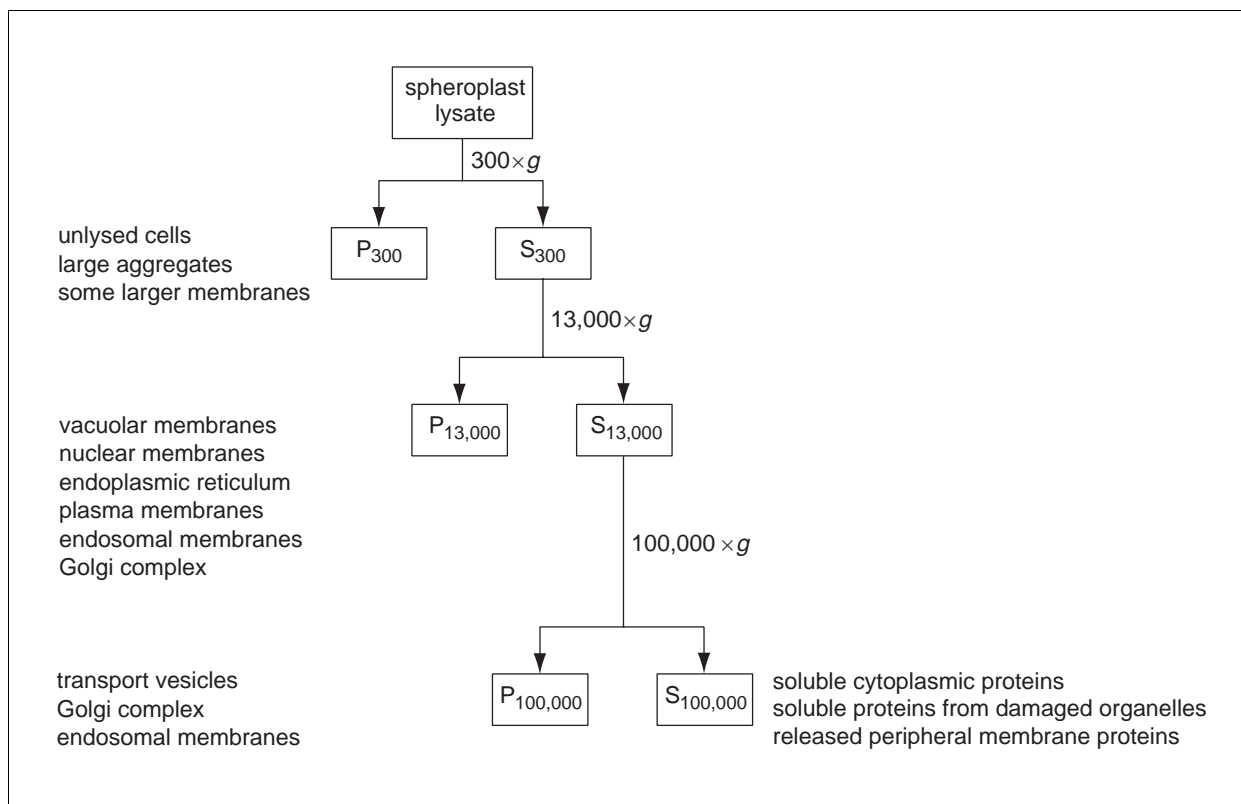 spheroplast
lysate
300×g
unlysed cells
large aggregates
some larger membranes
P300
S300
13,000×g
vacuolar membranes
nuclear membranes
endoplasmic reticulum
plasma membranes
endosomal membranes
Golgi complex
P13,000
S13,000
100,000 ×g
transport vesicles
Golgi complex
endosomal membranes
P100,000
S100,000
soluble cytoplasmic proteins
soluble proteins from damaged organelles
released peripheral membrane proteins